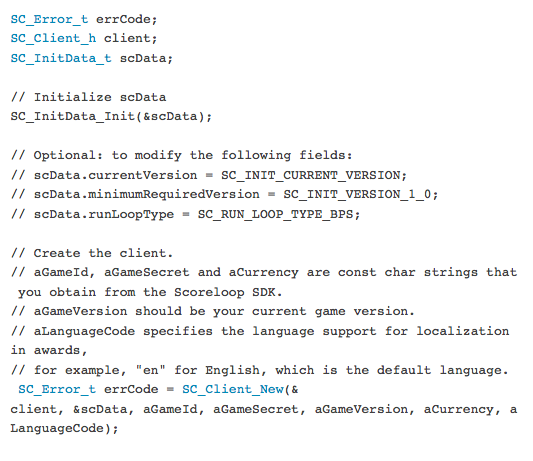 SC_Error_t errCode;
SC_Client_h client;
SC_InitData_t scData;
// Initialize scData
SC_InitData_Init(&scData);
// Optional: to modify the following fields:
// scData.currentVersion = SC_INIT_CURRENT_VERSION;
// scData.minimumRequiredVersion = SC_INIT_VERSION_1_0;
// scData.runLoopType = SC_RUN_LOOP_TYPE_BPS;
// Create the client.
// aGameId, aGameSecret and aCurrency are const char strings that
you obtain from the Scoreloop SDK.
// aGameVersion should be your current game version.
// aLanguageCode specifies the language support for localization
in awards,
// for example, "en" for English, which is the default language.
SC_Error_t errCode = SC_Client_New(&
client, &scData, aGameId, aGameSecret, aGameVersion, aCurrency, a
LanguageCode);